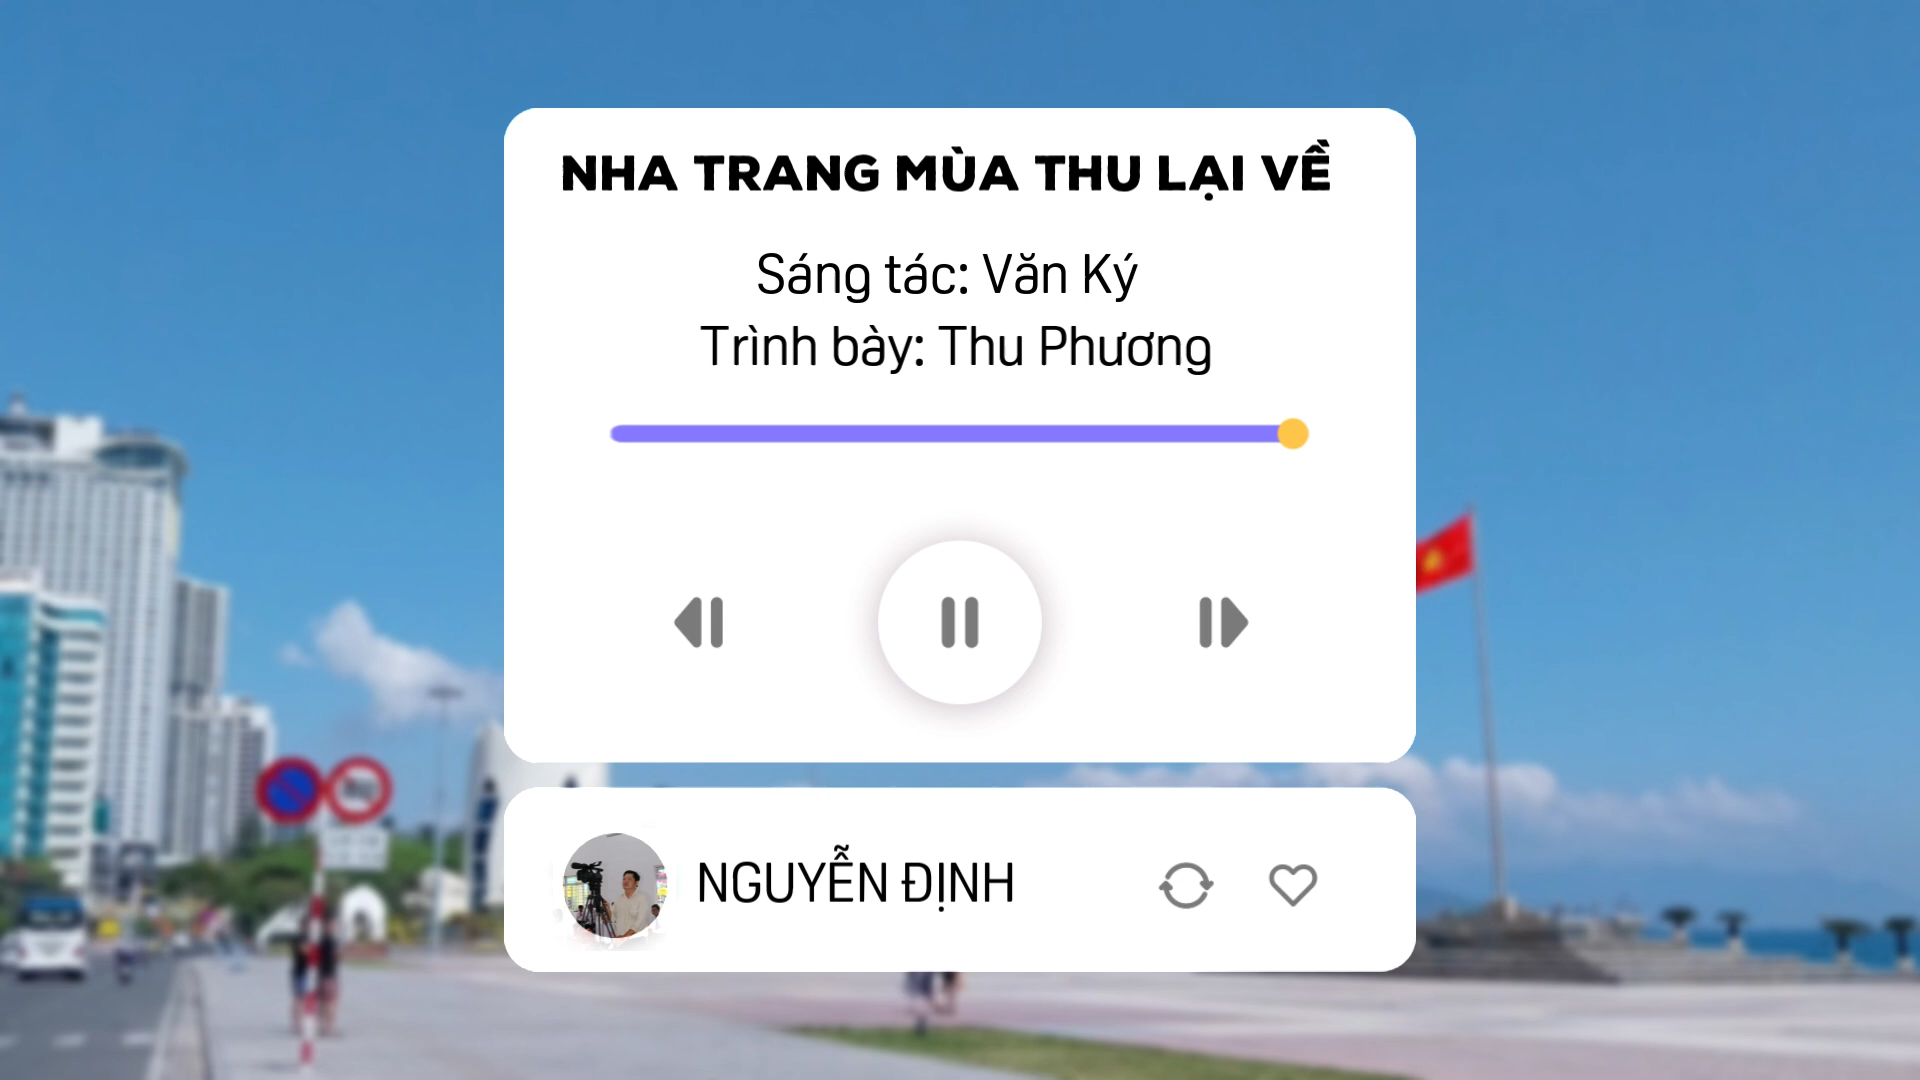 NHA TRANG MÙA THU LẠI VỀ
Sáng tác: Văn Ký
Trình bày: Thu Phương
NGUYỄN ĐỊNH